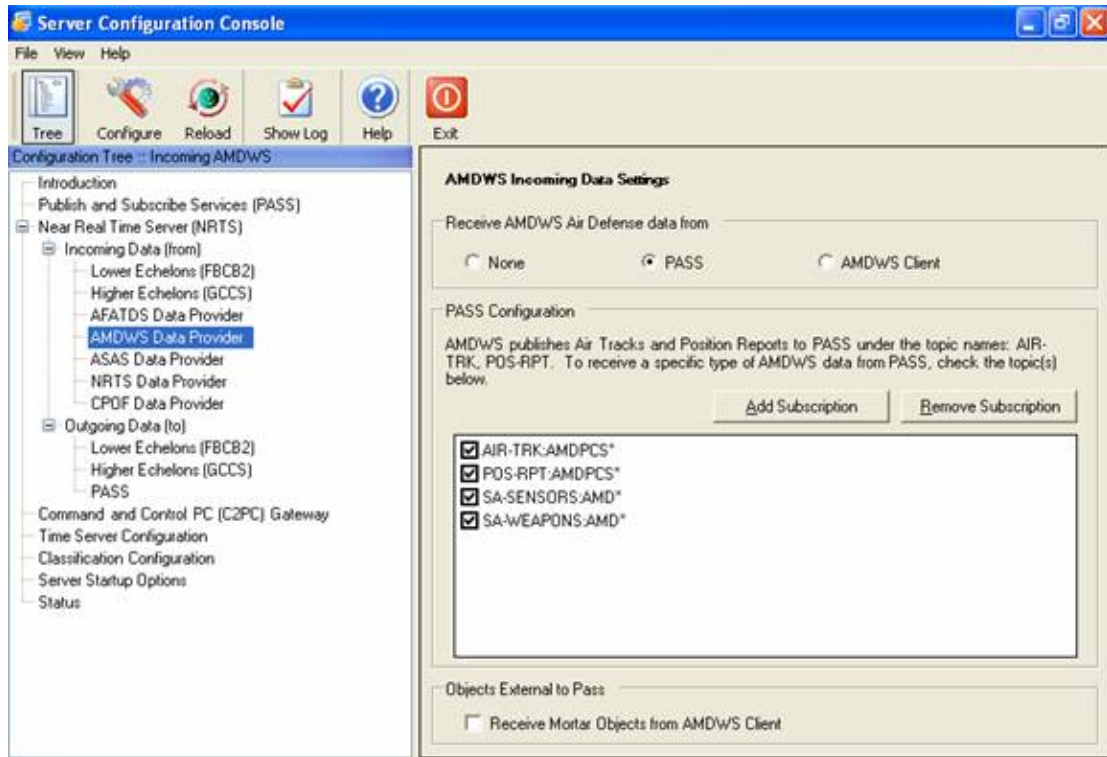 Server Configuration Console
File View Help
Tree Configure Reload Show Log Help Exit
Configuration Tree :: Incoming AMDWS
Introduction
Publish and Subscribe Services (PASS)
Near Real Time Server (NRTS)
Incoming Data (from)
Lower Echelons (FBCB2)
Higher Echelons (GCCS)
AFATDS Data Provider
AMDWS Data Provider
ASAS Data Provider
NRTS Data Provider
CPOF Data Provider
Outgoing Data (to)
Lower Echelons (FBCB2)
Higher Echelons (GCCS)
PASS
Command and Control PC (C2PC) Gateway
Time Server Configuration
Classification Configuration
Server Startup Options
Status
AMDWS Incoming Data Settings
Receive AMDWS Air Defense data from
None PASS AMDWS Client
PASS Configuration
AMDWS publishes Air Tracks and Position Reports to PASS under the topic names: AIR-
TRK, POS-RPT. To receive a specific type of AMDWS data from PASS, check the topic(s)
below.
Add Subscription Remove Subscription
AIR-TRK:AMDPCS*
POS-RPT:AMDPCS*
SA-SENSORS:AMD*
SA-WEAPONS:AMD*
Objects External to Pass
Receive Mortar Objects from AMDWS Client